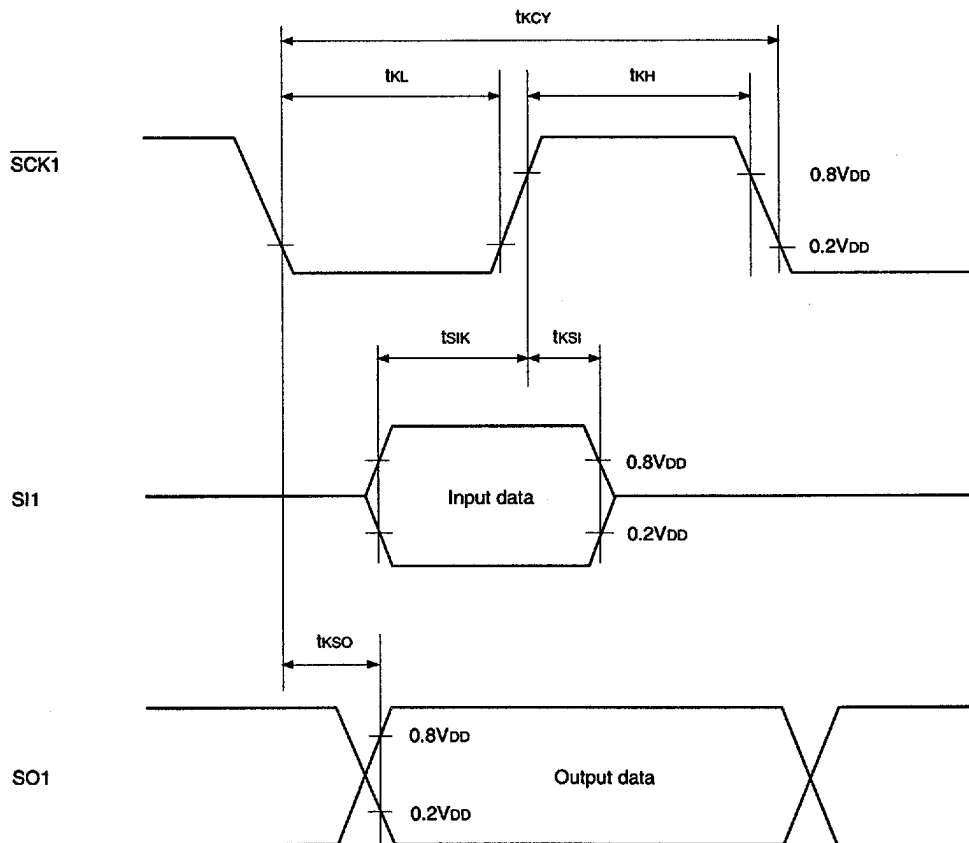 tKCY
tKL
tKH
SCK1
0.8VDD
0.2VDD
tSIK
tKSI
0.8VDD
SI1
Input data
0.2VDD
tKSO
0.8VDD
SO1
Output data
0.2VDD